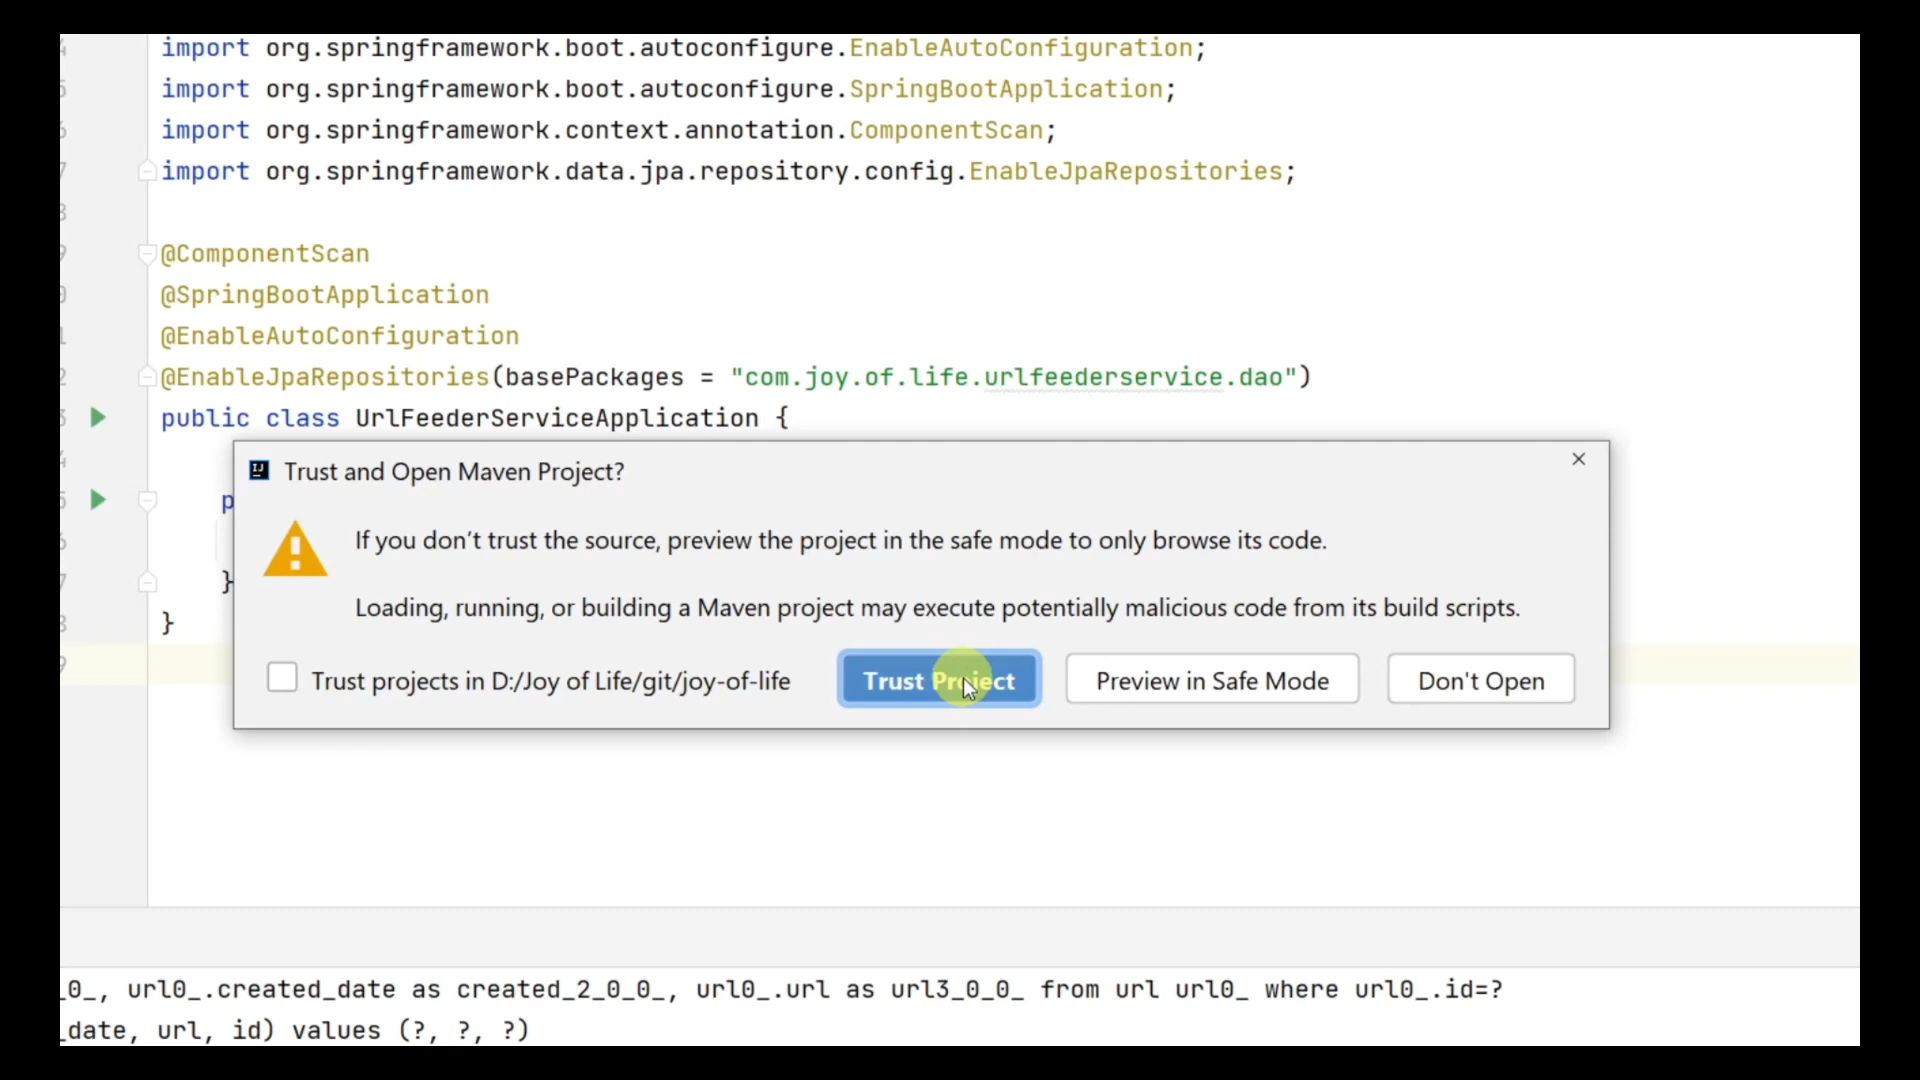 import org.springframework.boot.autoconfigure.EnableAutoConfiguration;
import org.springframework.boot.autoconfigure.SpringBootApplication;
import org.springframework.context.annotation.ComponentScan;
import org.springframework.data.jpa.repository.config.EnableJpaRepositories;
@ComponentScan
@SpringBootApplication
@EnableAutoConfiguration
@EnableJpaRepositories(basePackages = "com.joy.of.life.urlfeederservice.dao")
public class UrlFeederServiceApplication {
Trust and Open Maven Project?
p
If you don't trust the source, preview the project in the safe mode to only browse its code.
}
Loading, running, or building a Maven project may execute potentially malicious code from its build scripts.
}
Trust projects in D:/Joy of Life/git/joy-of-life Trust Project Preview in Safe Mode Don't Open
_0_, url0_.created_date as created_2_0_0_, url0_.url as url3_0_0_ from url url0_ where url0_.id=?
_date, url, id) values (?, ?, ?)